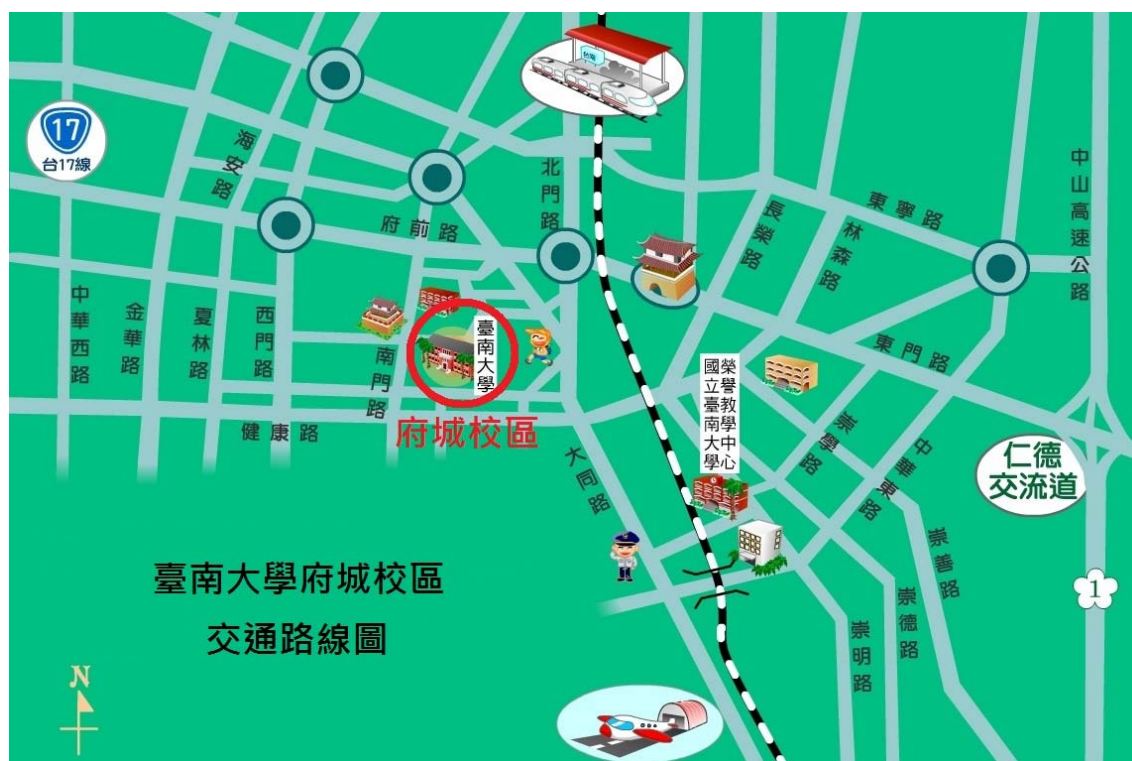 台南
17
台17線
海安路
北門路
府前路
長榮路
林森路
東寧路
中山高速公路
中華西路
金華路
夏林路
西門路
南門路
臺南大學
府城校區
健康路
大同路
東門路
榮譽教學中心
國立臺南大學
崇學路
中華東路
仁德
交流道
崇善路
崇德路
崇明路
1
臺南大學府城校區
交通路線圖
N